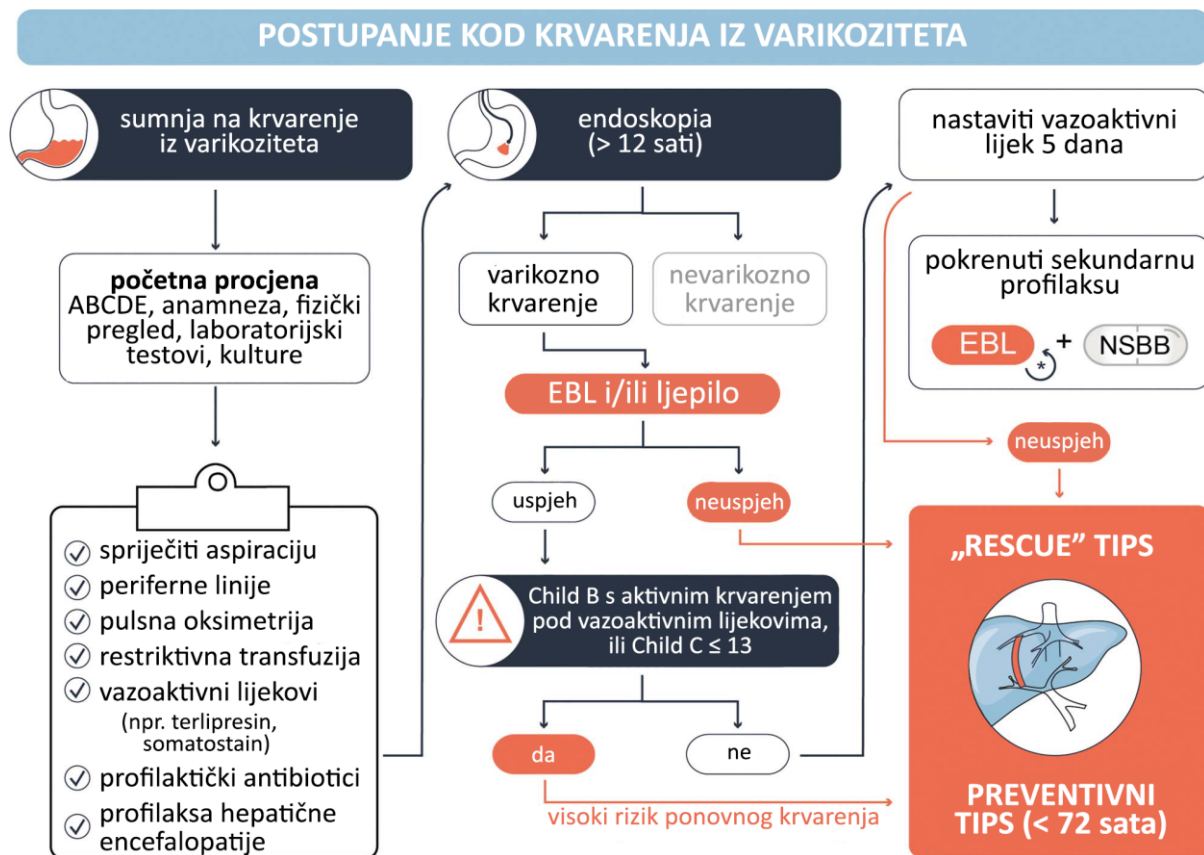 POSTUPANJE KOD KRVARENJA IZ VARIKOZITETA
sumnja na krvarenje
iz varikoziteta
početna procjena
ABCDE, anamneza, fizički
pregled, laboratorijski
testovi, kulture
spriječiti aspiraciju
periferne linije
pulsna oksimetrija
restriktivna transfuzija
vazoaktivni lijekovi
(npr. terlipresin,
somatostain)
profilaktički antibiotici
profilaksa hepatične
encefalopatije
endoskopia
(> 12 sati)
varikozno
krvarenje
nevarikozno
krvarenje
EBL i/ili ljepilo
uspjeh
neuspjeh
!
Child B s aktivnim krvarenjem
pod vazoaktivnim lijekovima,
ili Child C ≤ 13
da
ne
visoki rizik ponovnog krvarenja
nastaviti vazoaktivni
lijek 5 dana
pokrenuti sekundarnu
profilaksu
EBL * + NSBB
neuspjeh
„RESCUE” TIPS
PREVENTIVNI
TIPS (< 72 sata)